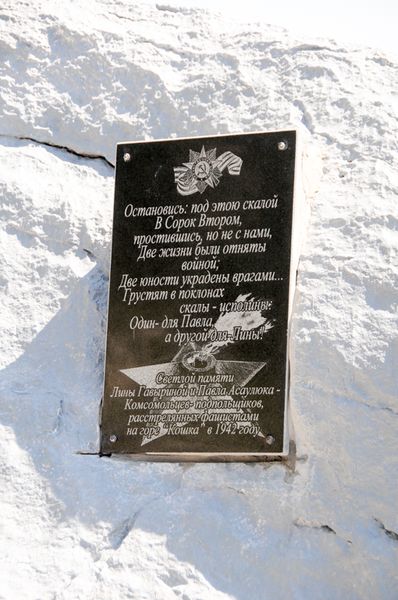 Остановись: под этою скалой
В Сорок Втором,
простившись, но не с нами,
Две жизни были отняты
войной;
Две юности украдены врагами...
Грустят в поклонах
скалы - исполины:
Один- для Павла,
а другой для-Лины!
Светлой памяти
Лины Гавыриной и Павла Асаулюка -
Комсомольцев- подпольщиков,
расстрелянных фашистами
на горе "Кошка" в 1942 году.